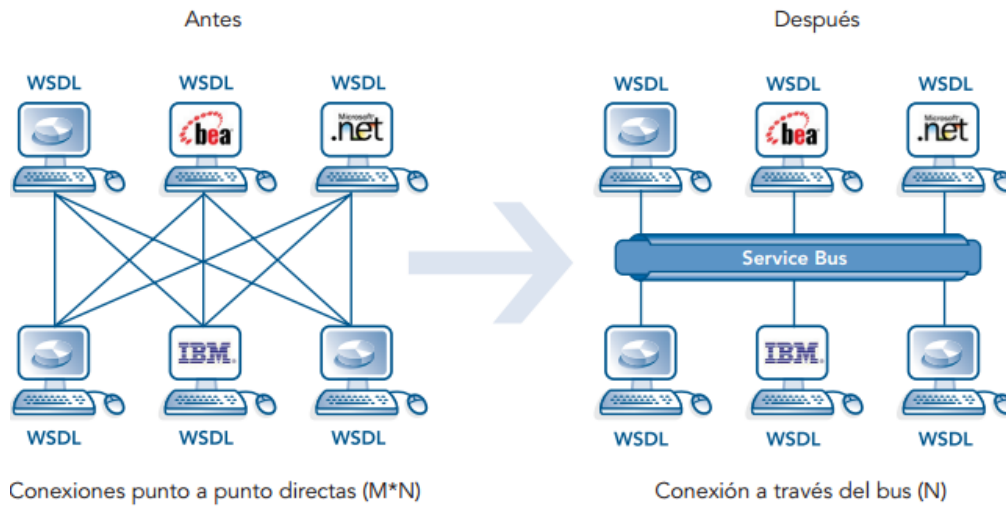 Antes
Después
WSDL WSDL WSDL
WSDL WSDL WSDL
bea
Microsoft
.net
bea
Microsoft
.net
Service Bus
IBM
IBM
WSDL WSDL WSDL
WSDL WSDL WSDL
Conexiones punto a punto directas (M*N)
Conexión a través del bus (N)